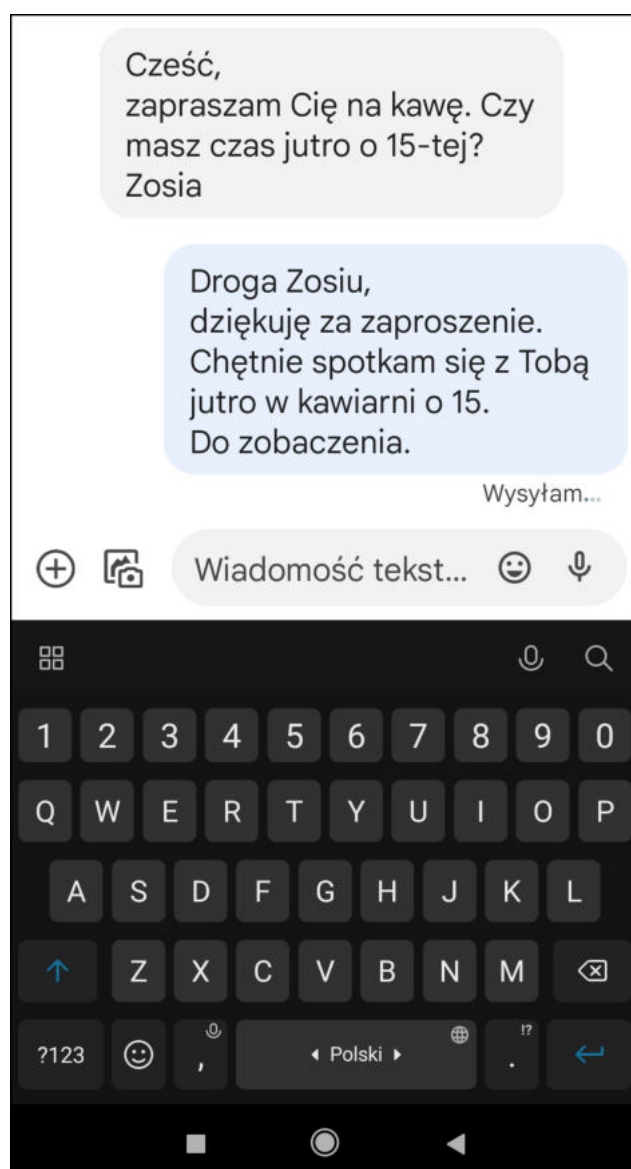 Cześć,
zapraszam Cię na kawę. Czy
masz czas jutro o 15-tej?
Zosia
Droga Zosiu,
dziękuję za zaproszenie.
Chętnie spotkam się z Tobą
jutro w kawiarni o 15.
Do zobaczenia.
Wysyłam...
Wiadomość tekst...
1 2 3 4 5 6 7 8 9 0
Q W E R T Y U I O P
A S D F G H J K L
Z X C V B N M
?123 , Polski . !?